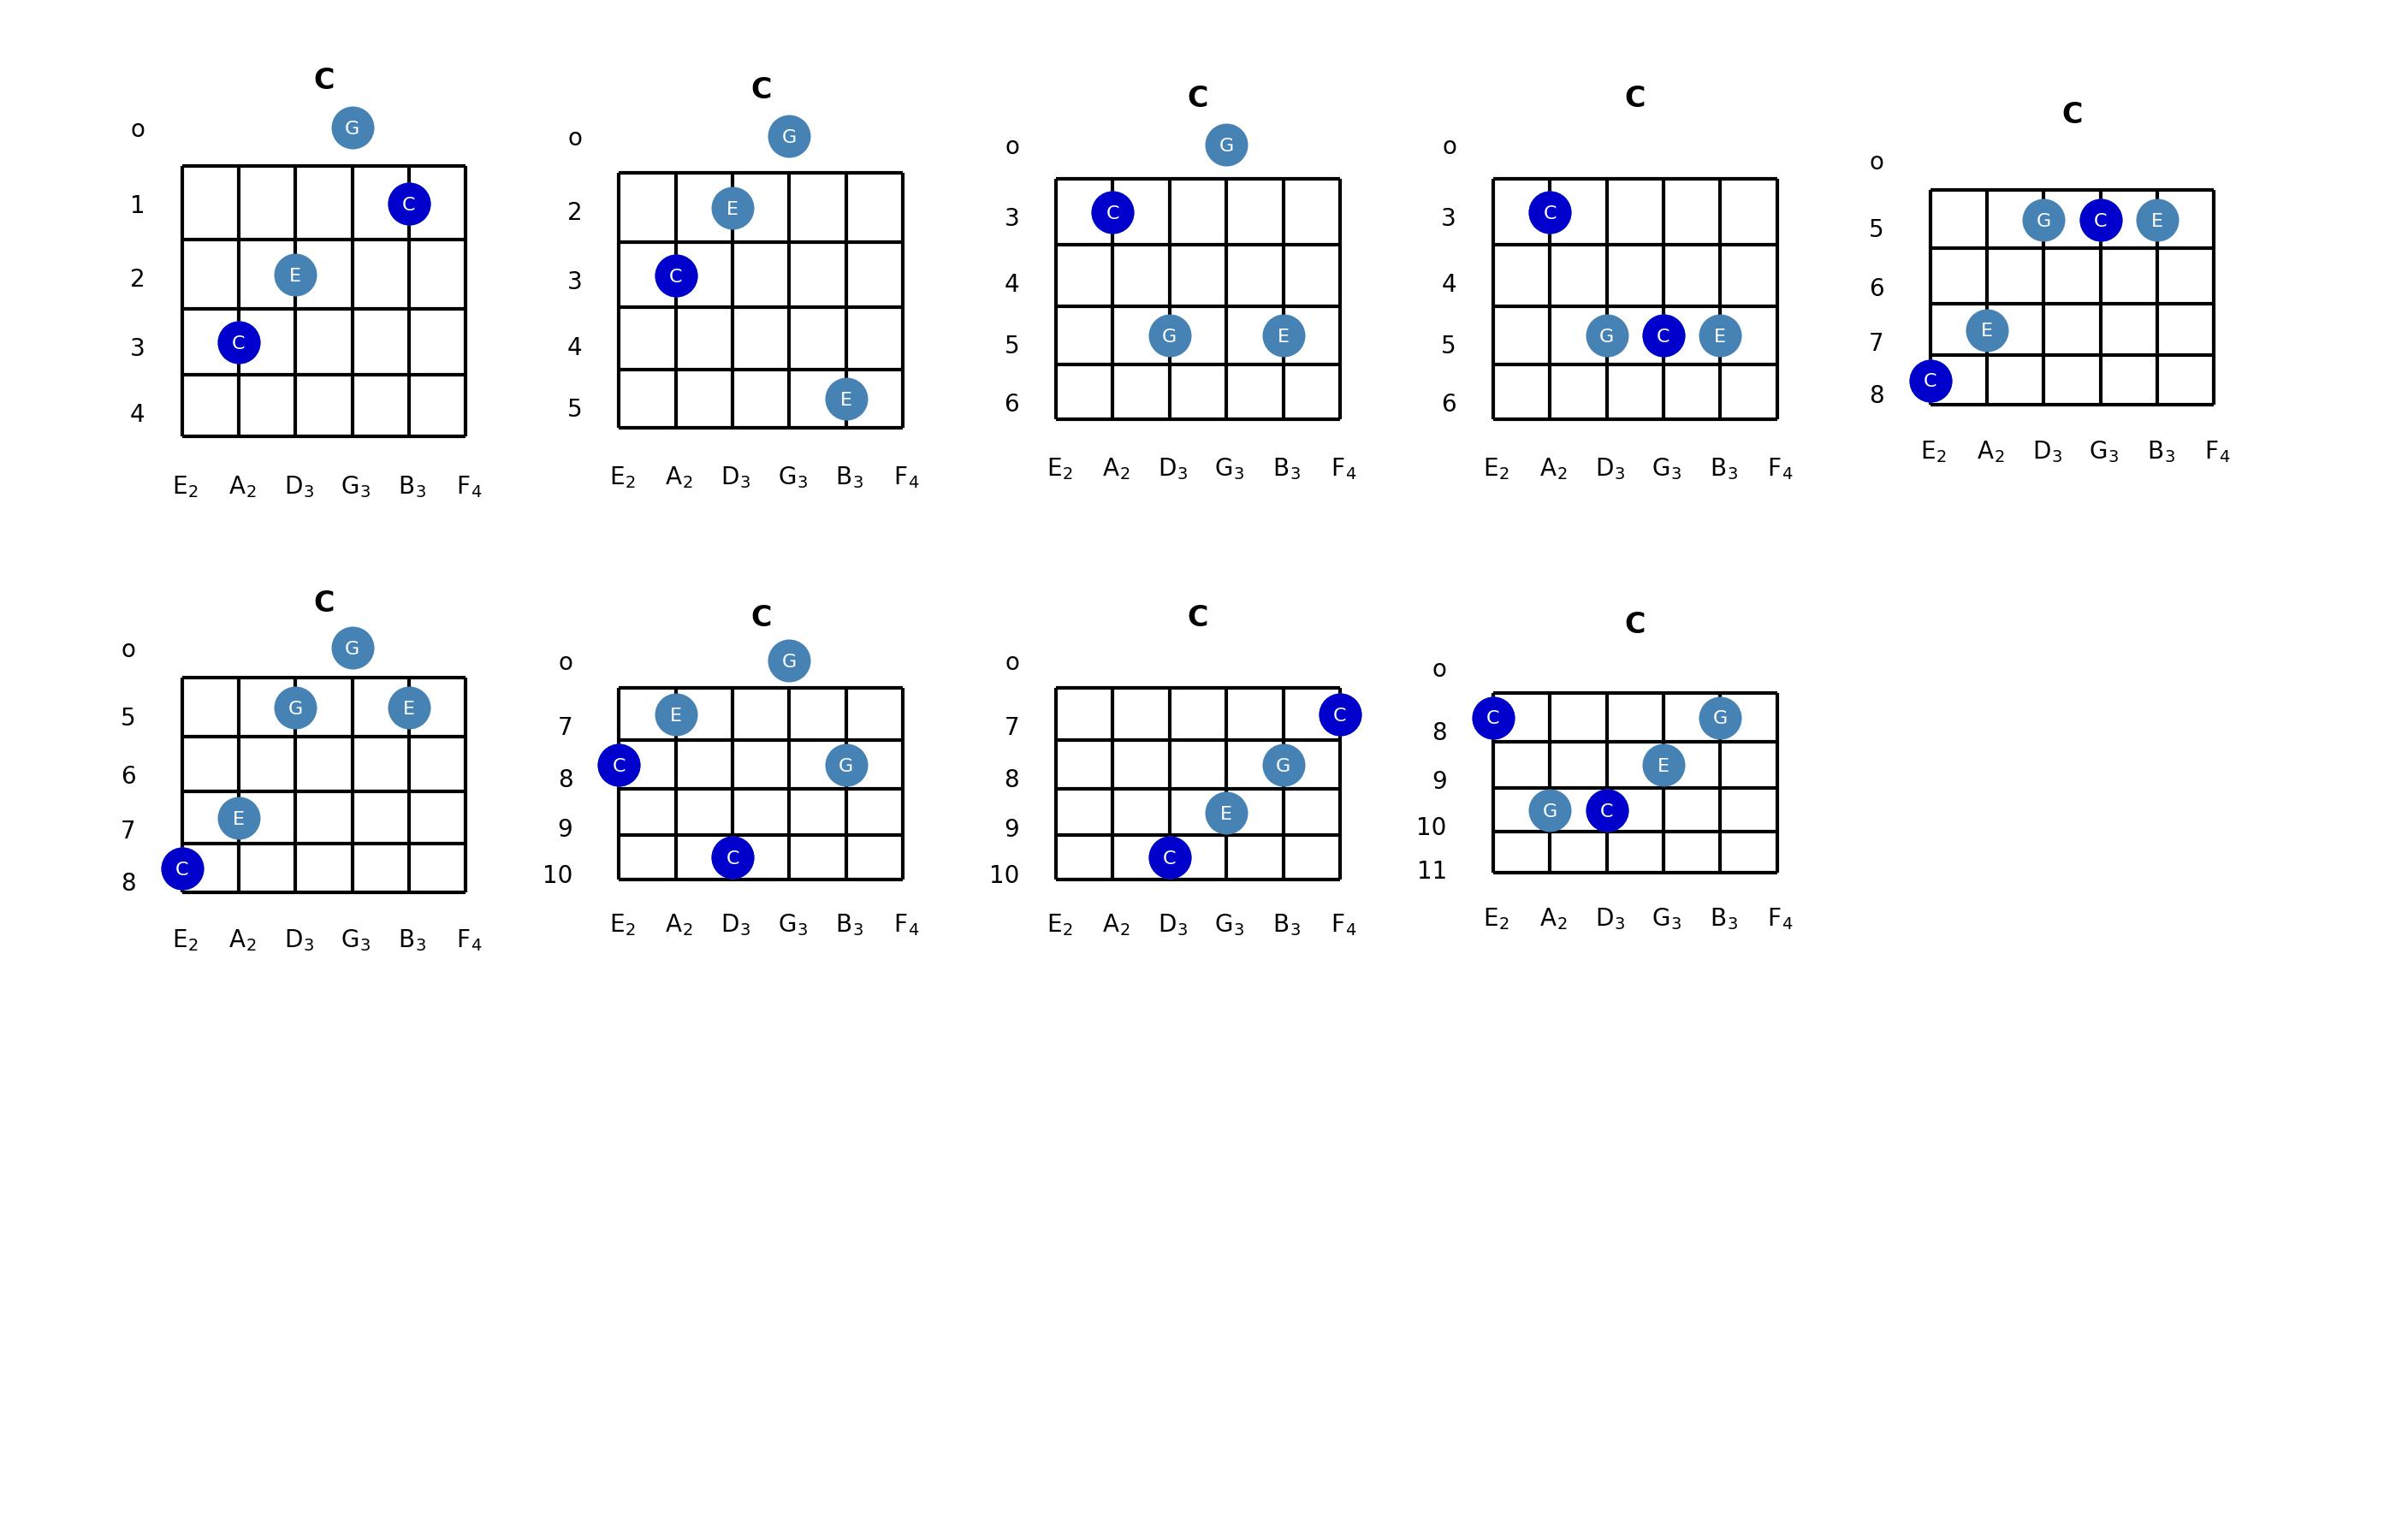 C
o G
1 C
2 E
3 C
4
E₂ A₂ D₃ G₃ B₃ F₄
C
o G
2 E
3 C
4
5 E
E₂ A₂ D₃ G₃ B₃ F₄
C
o G
3 C
4
5 G E
6
E₂ A₂ D₃ G₃ B₃ F₄
C
o
3 C
4
5 G C E
6
E₂ A₂ D₃ G₃ B₃ F₄
C
o
5 G C E
6
7 E
8 C
E₂ A₂ D₃ G₃ B₃ F₄
C
o G
5 G E
6
7 E
8 C
E₂ A₂ D₃ G₃ B₃ F₄
C
o G
7 E
8 C G
9
10 C
E₂ A₂ D₃ G₃ B₃ F₄
C
o
7 C
8 G
9 E
10 C
E₂ A₂ D₃ G₃ B₃ F₄
C
o
8 C G
9 E
10 G C
11
E₂ A₂ D₃ G₃ B₃ F₄